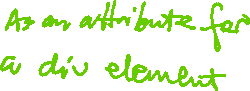 As an attribute for
a div element